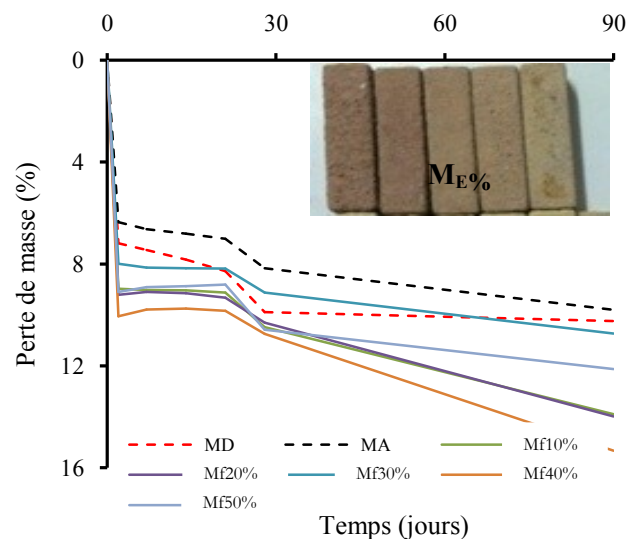 0 30 60 90
0
4
8
12
16
Perte de masse (%)
M_E%
MD MA Mf10%
Mf20% Mf30% Mf40%
Mf50%
Temps (jours)